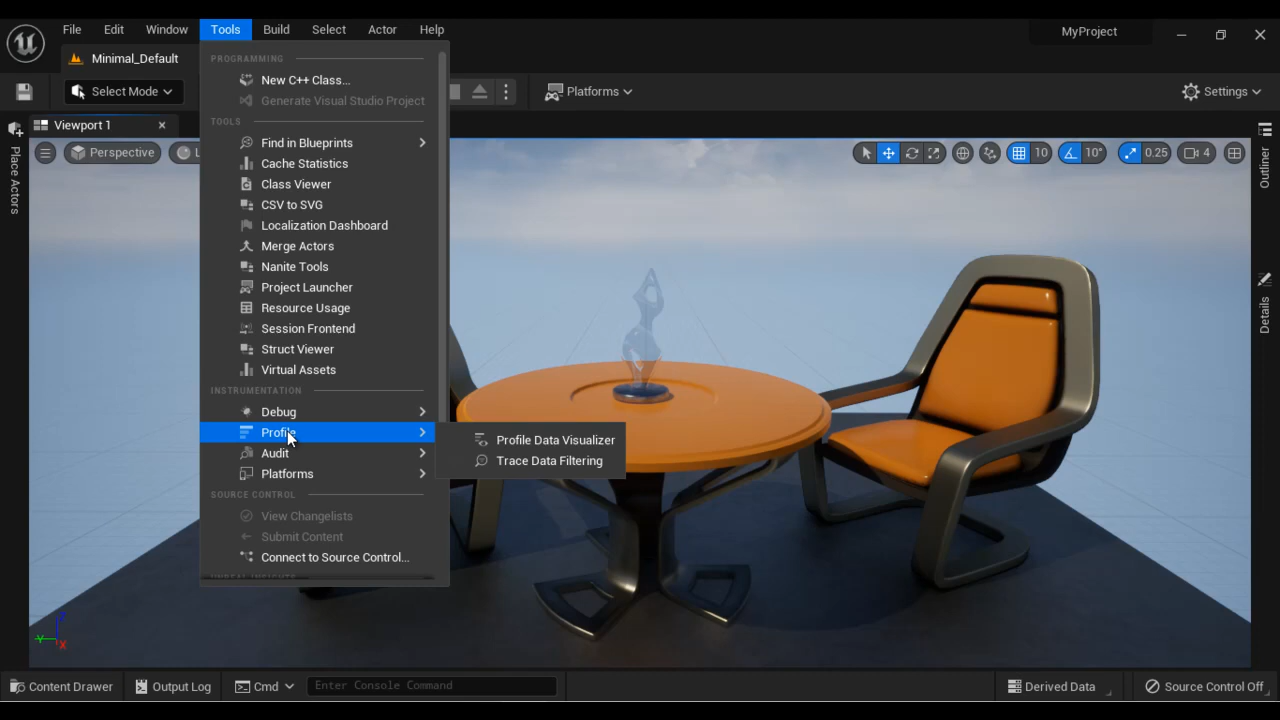 File Edit Window Tools Build Select Actor Help
MyProject
Minimal_Default
Select Mode
Platforms
Settings
Viewport 1
Perspective
L
10
10°
0.25
4
Place Actors
Outliner
Details
PROGRAMMING
New C++ Class...
Generate Visual Studio Project
TOOLS
Find in Blueprints
Cache Statistics
Class Viewer
CSV to SVG
Localization Dashboard
Merge Actors
Nanite Tools
Project Launcher
Resource Usage
Session Frontend
Struct Viewer
Virtual Assets
INSTRUMENTATION
Debug
Profile
Profile Data Visualizer
Trace Data Filtering
Audit
Platforms
SOURCE CONTROL
View Changelists
Submit Content
Connect to Source Control...
UNREAL INSIGHTS
Z
Y
X
Content Drawer
Output Log
Cmd
Enter Console Command
Derived Data
Source Control Off